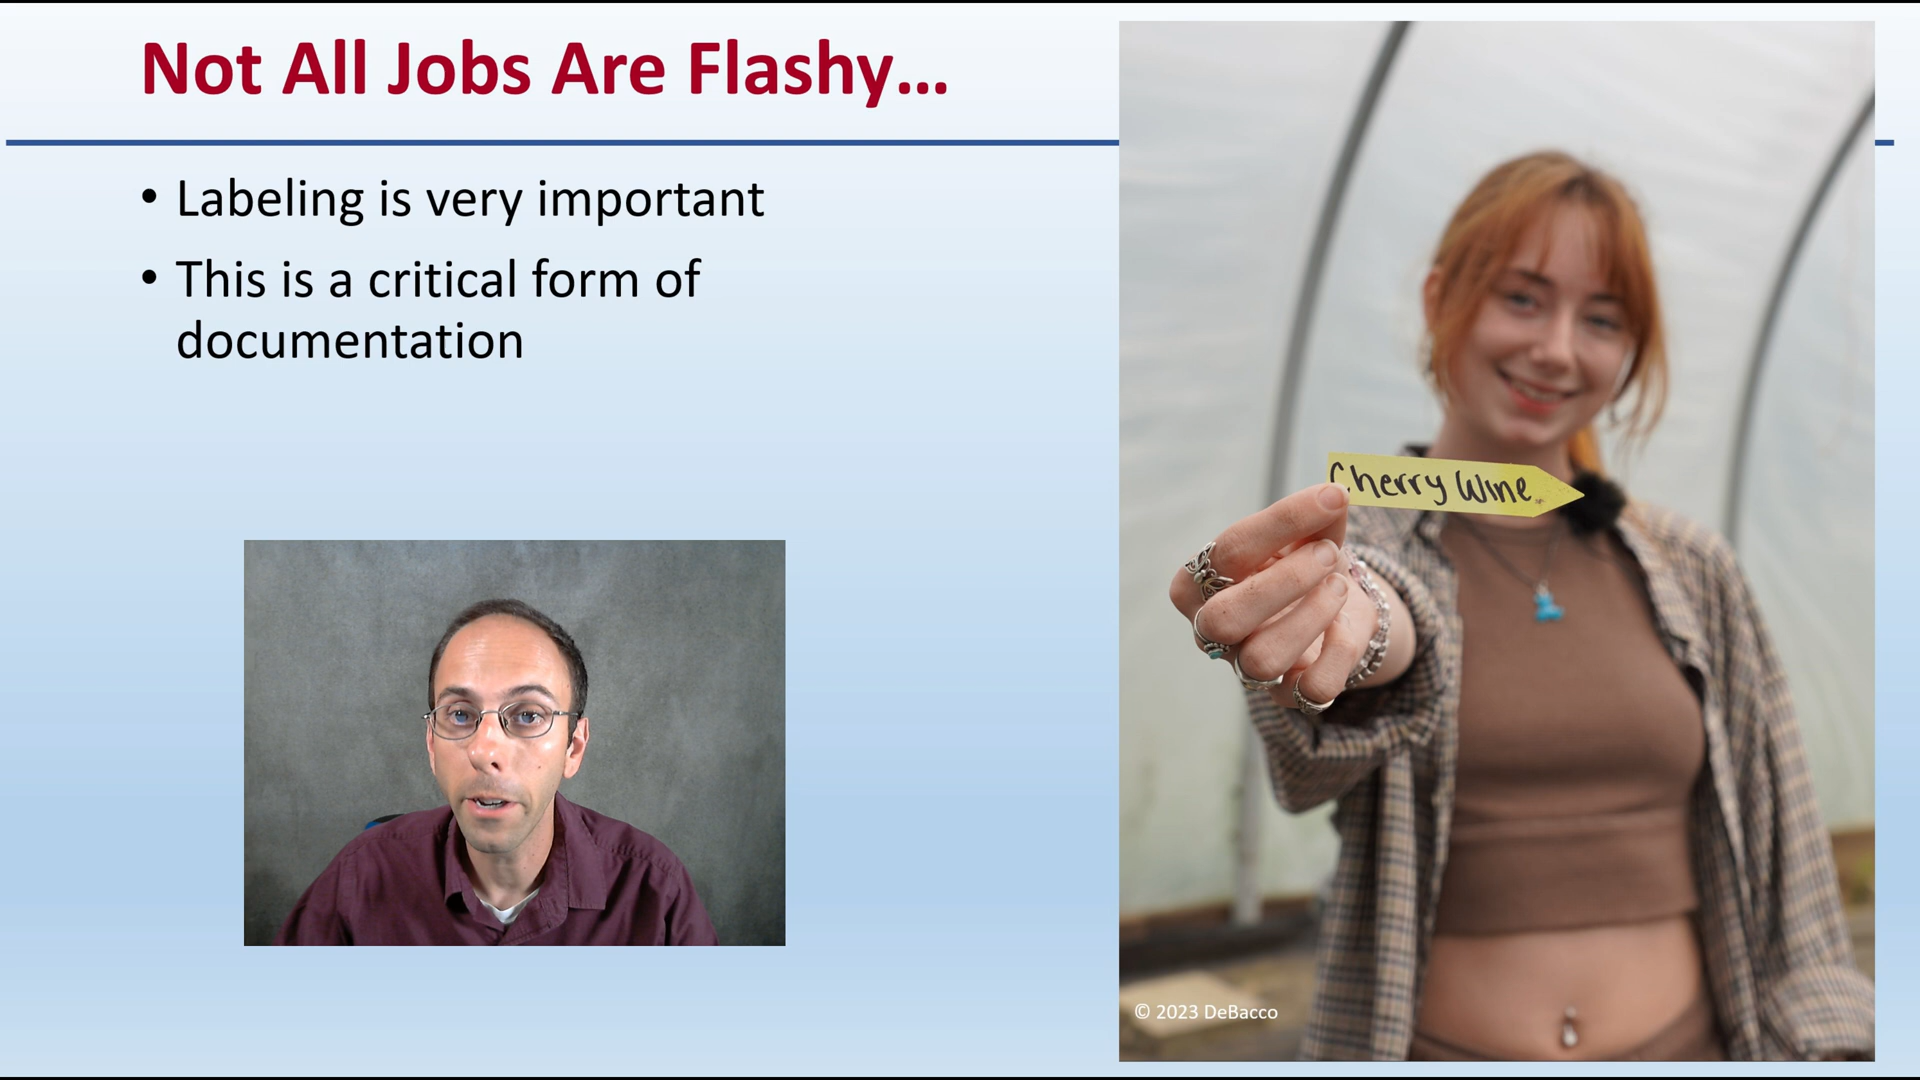 Not All Jobs Are Flashy…
• Labeling is very important
• This is a critical form of
documentation
Cherry Wine
© 2023 DeBacco